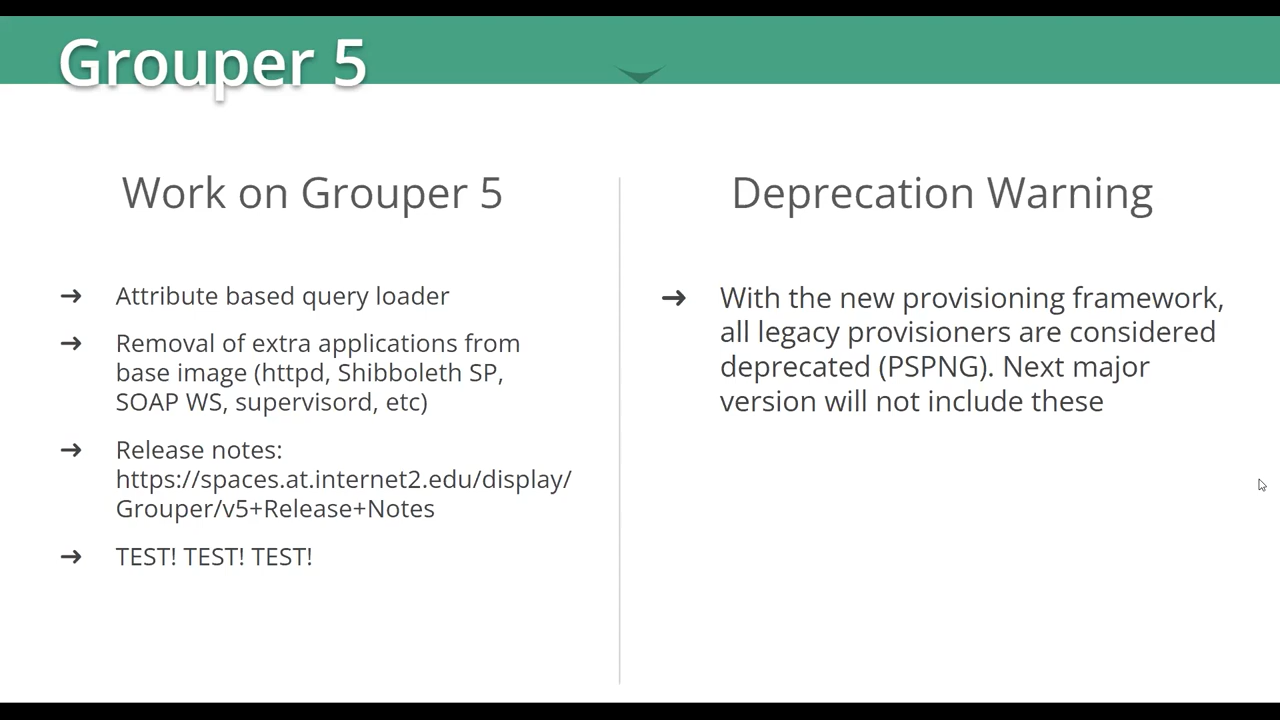 Grouper 5
Work on Grouper 5
➔ Attribute based query loader
➔ Removal of extra applications from
base image (httpd, Shibboleth SP,
SOAP WS, supervisord, etc)
➔ Release notes:
https://spaces.at.internet2.edu/display/
Grouper/v5+Release+Notes
➔ TEST! TEST! TEST!
Deprecation Warning
➔ With the new provisioning framework,
all legacy provisioners are considered
deprecated (PSPNG). Next major
version will not include these